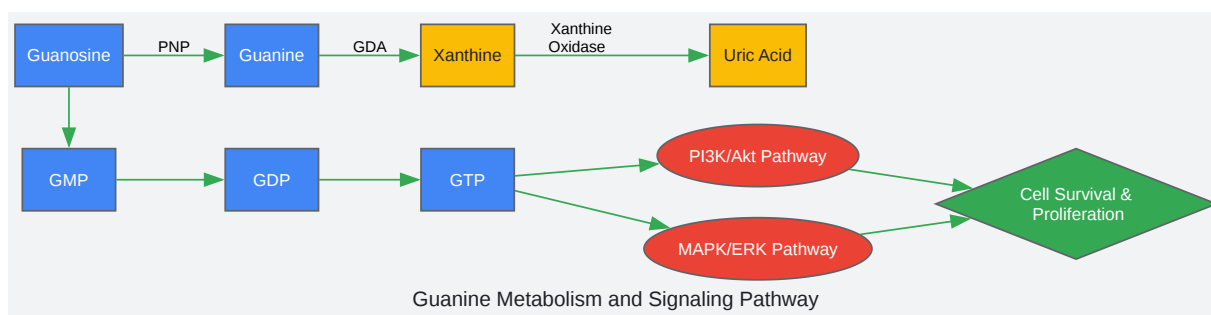 Guanosine
PNP
Guanine
GDA
Xanthine
Xanthine
Oxidase
Uric Acid
GMP
GDP
GTP
PI3K/Akt Pathway
MAPK/ERK Pathway
Cell Survival &
Proliferation
Guanine Metabolism and Signaling Pathway